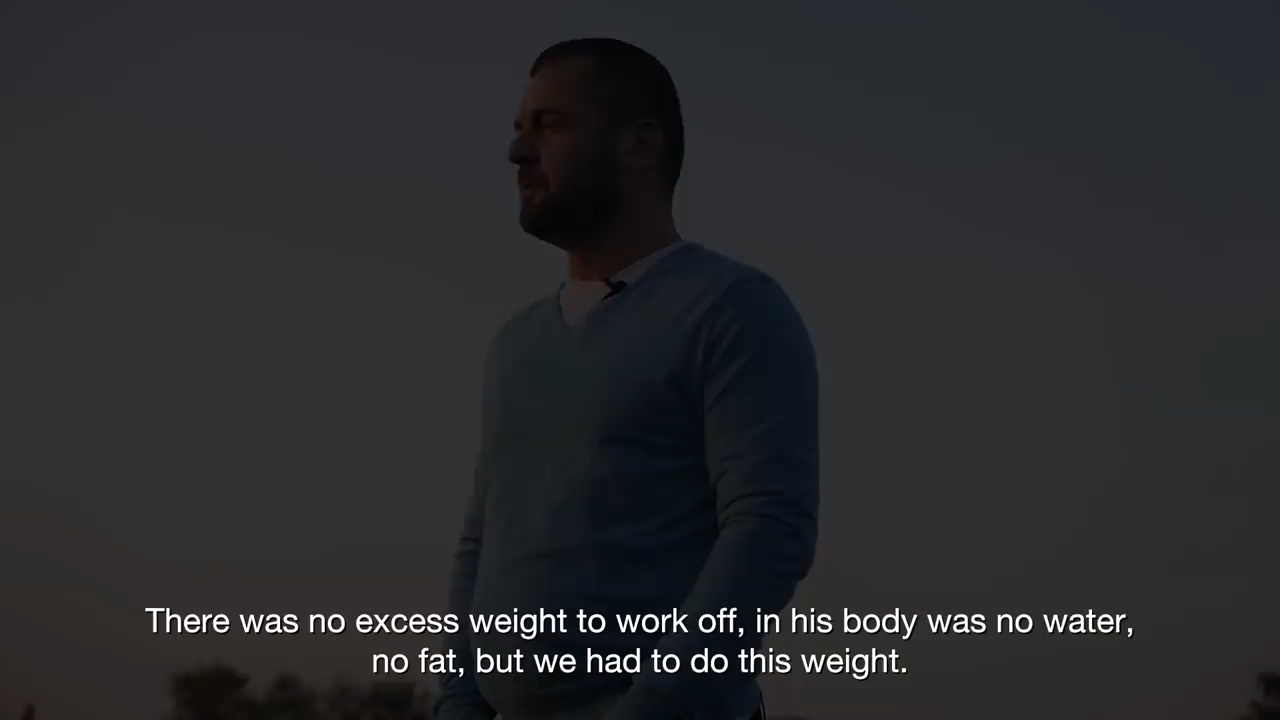 There was no excess weight to work off, in his body was no water,
no fat, but we had to do this weight.